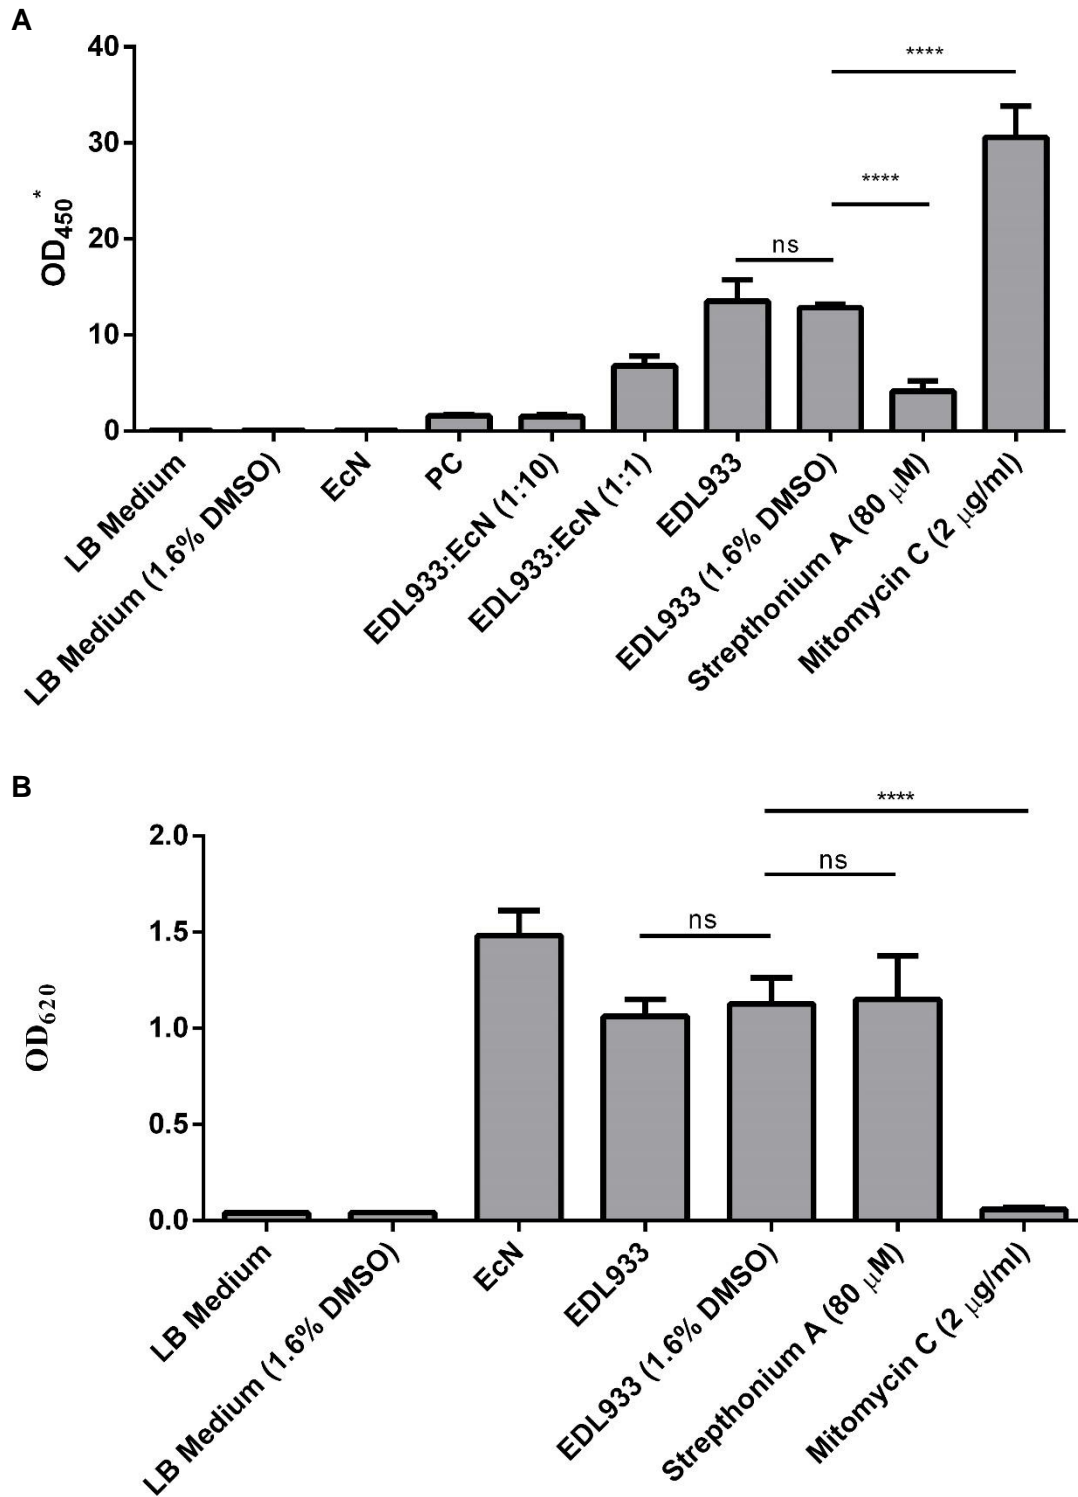 A
40
30
20
10
0
OD450*
****
****
ns
LB Medium
LB Medium (1.6% DMSO)
EcN
PC
EDL933:EcN (1:10)
EDL933:EcN (1:1)
EDL933
EDL933 (1.6% DMSO)
Strepthonium A (80 μM)
Mitomycin C (2 μg/ml)
B
2.0
1.5
1.0
0.5
0.0
OD620
****
ns
ns
LB Medium
LB Medium (1.6% DMSO)
EcN
EDL933
EDL933 (1.6% DMSO)
Strepthonium A (80 μM)
Mitomycin C (2 μg/ml)